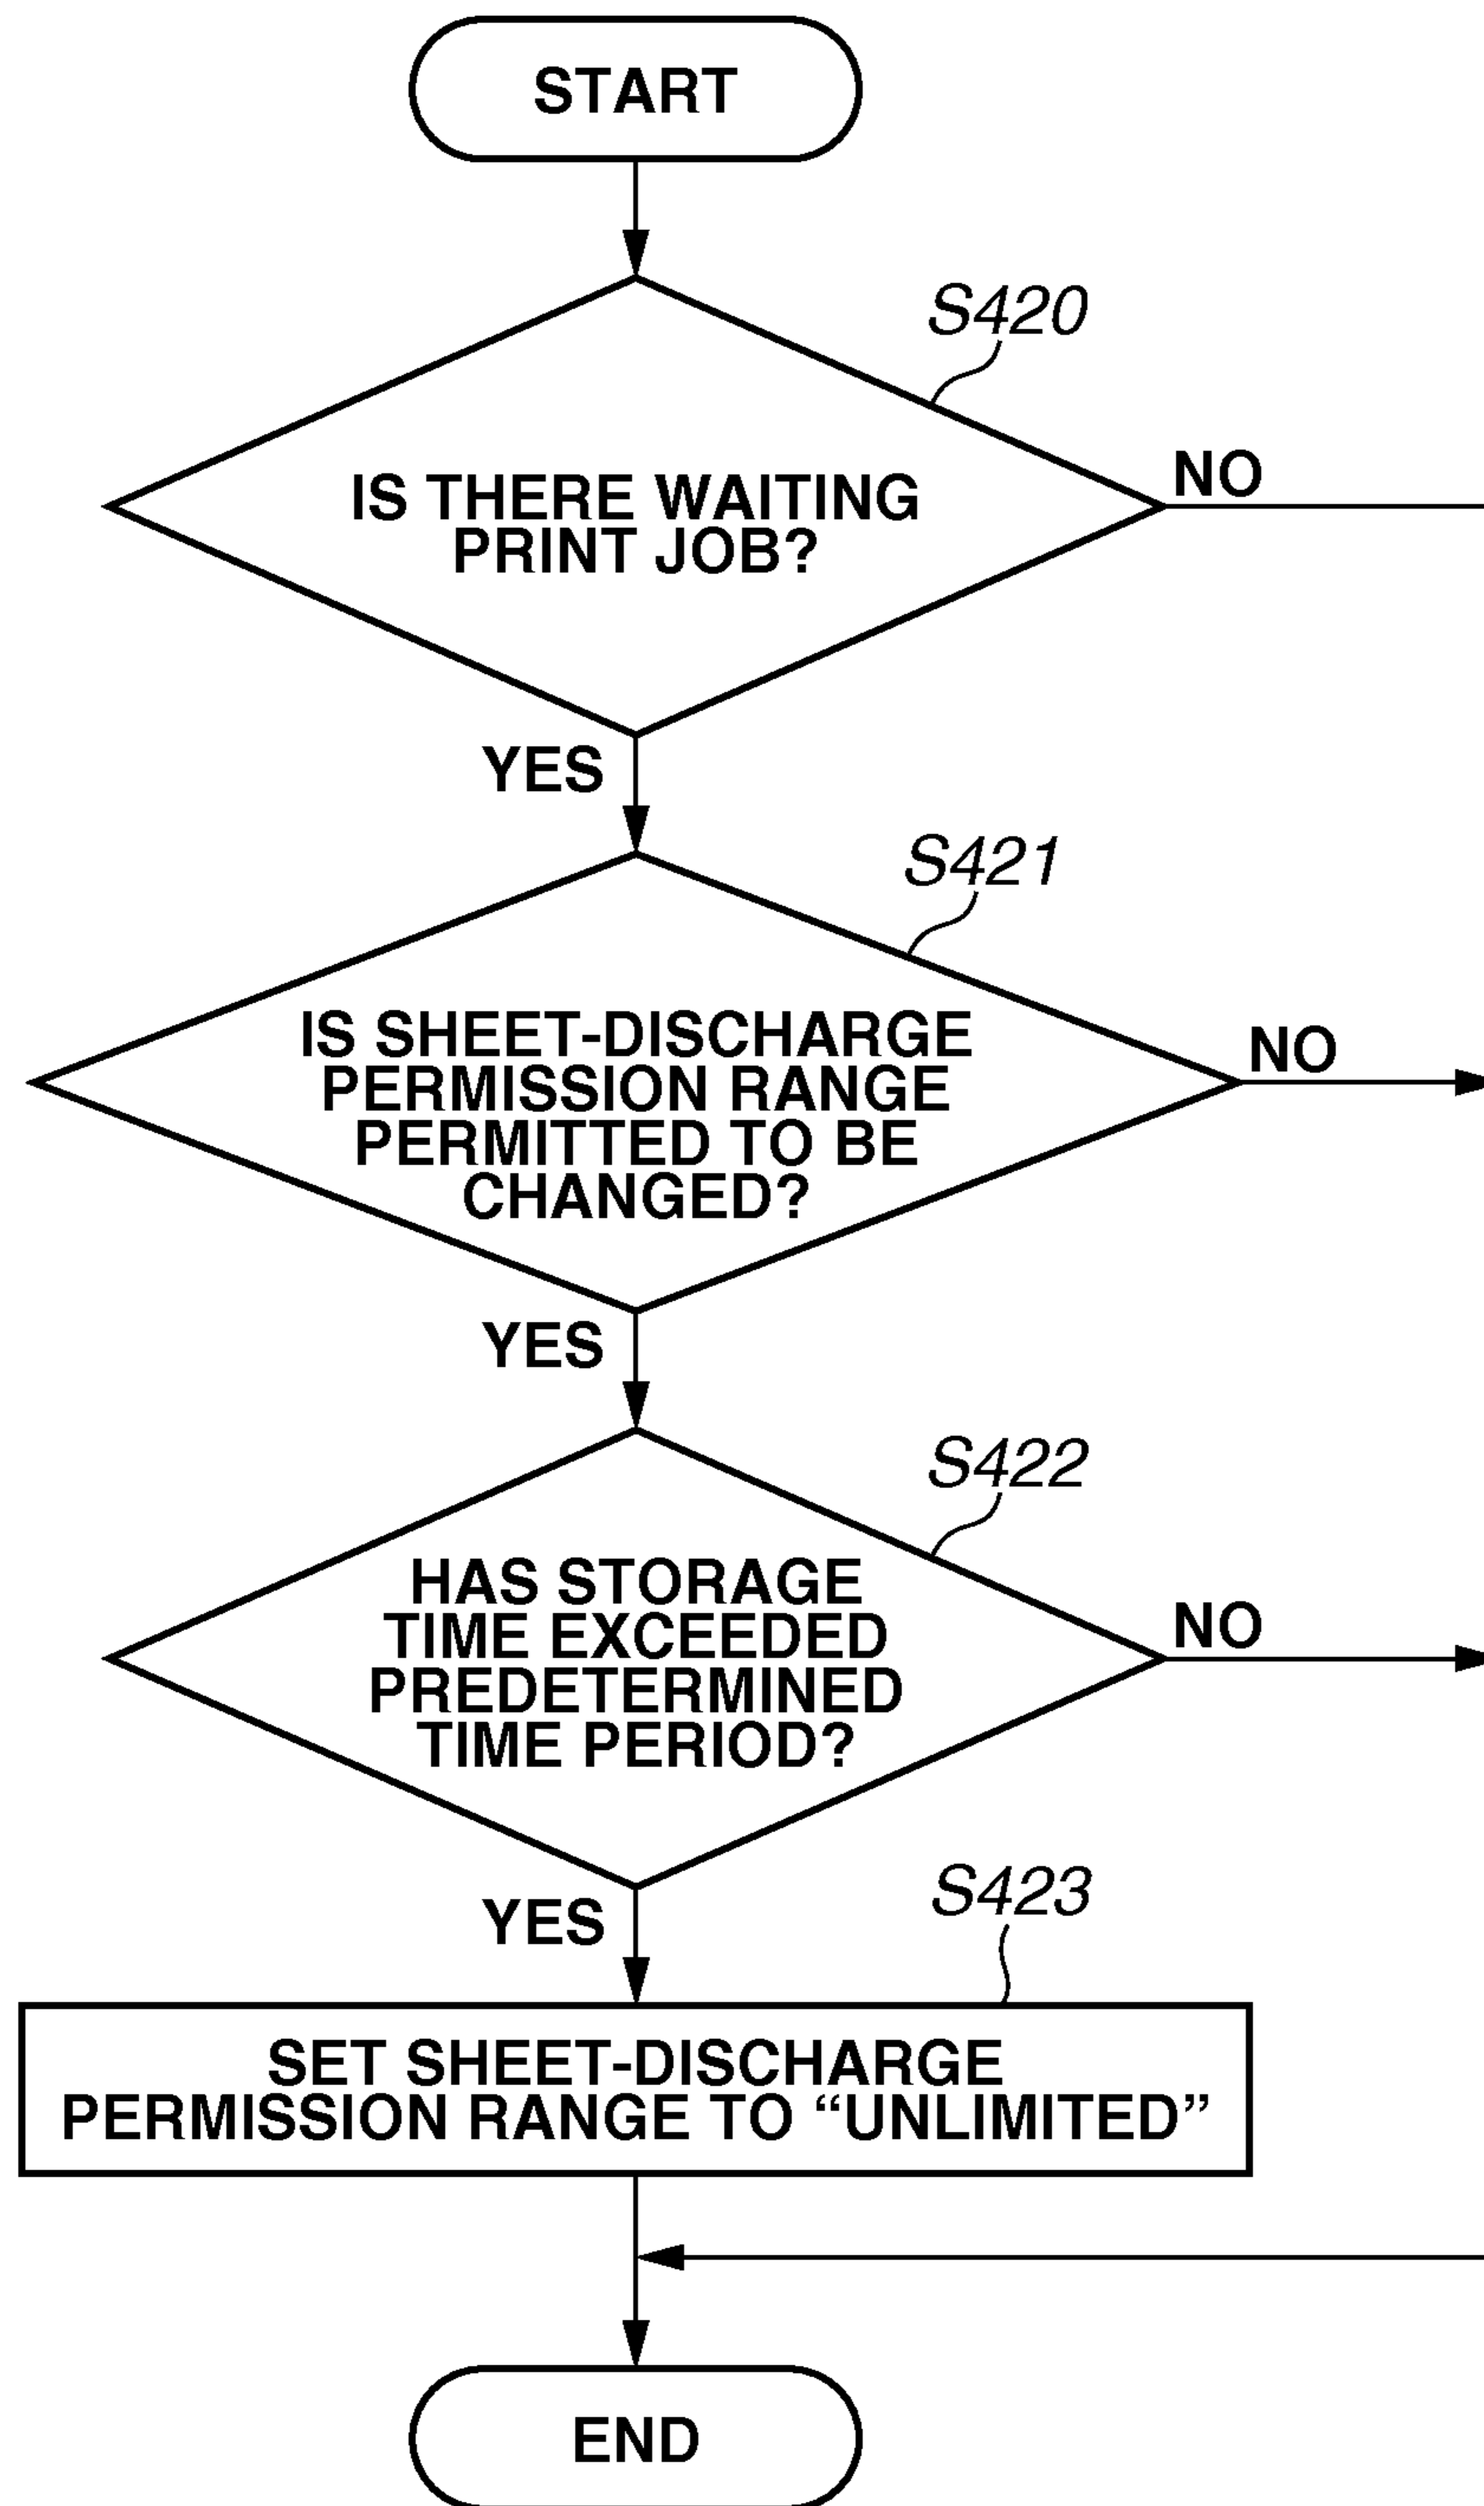 START
S420
IS THERE WAITING
PRINT JOB?
NO
YES
S421
IS SHEET-DISCHARGE
PERMISSION RANGE
PERMITTED TO BE
CHANGED?
NO
YES
S422
HAS STORAGE
TIME EXCEEDED
PREDETERMINED
TIME PERIOD?
NO
YES
S423
SET SHEET-DISCHARGE
PERMISSION RANGE TO “UNLIMITED”
END